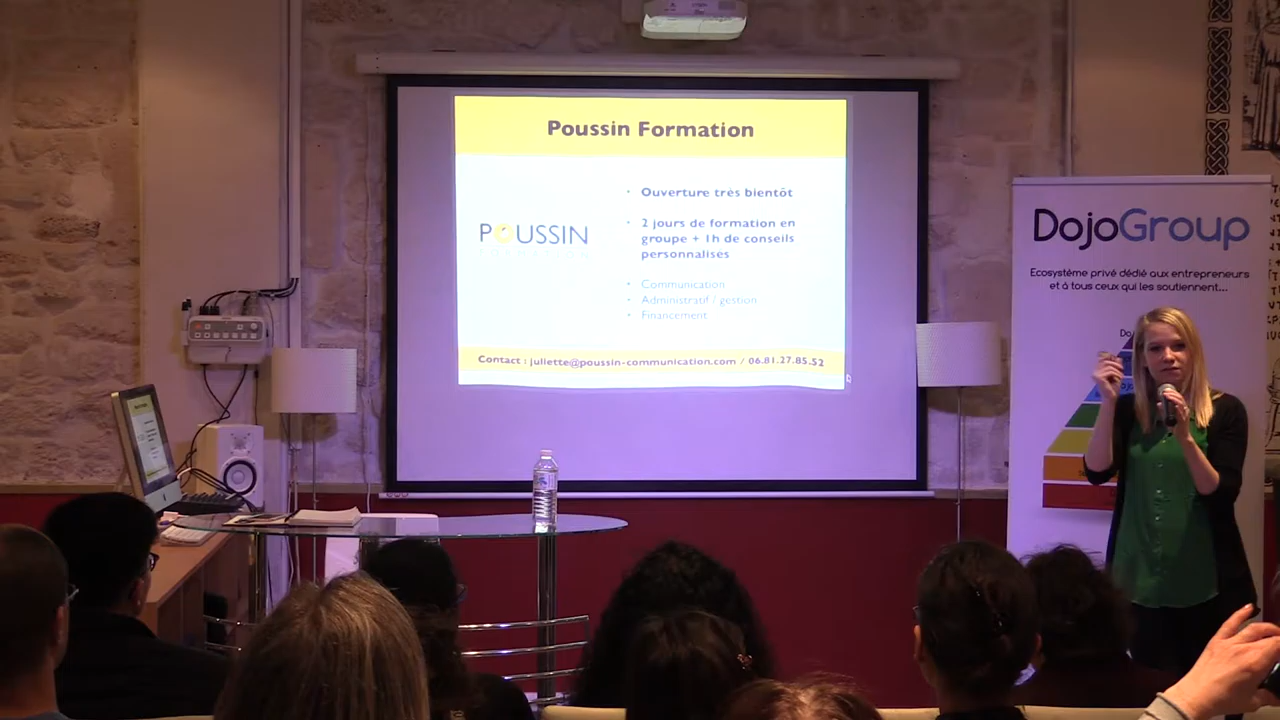 Poussin Formation
• Ouverture très bientôt
POUSSIN
FORMATION
• 2 jours de formation en
groupe + 1h de conseils
personnalisés
• Communication
• Administratif / gestion
• Financement
Contact : juliette@poussin-communication.com / 06.81.27.85.52
DojoGroup
Ecosystème privé dédié aux entrepreneurs
et à tous ceux qui les soutiennent...